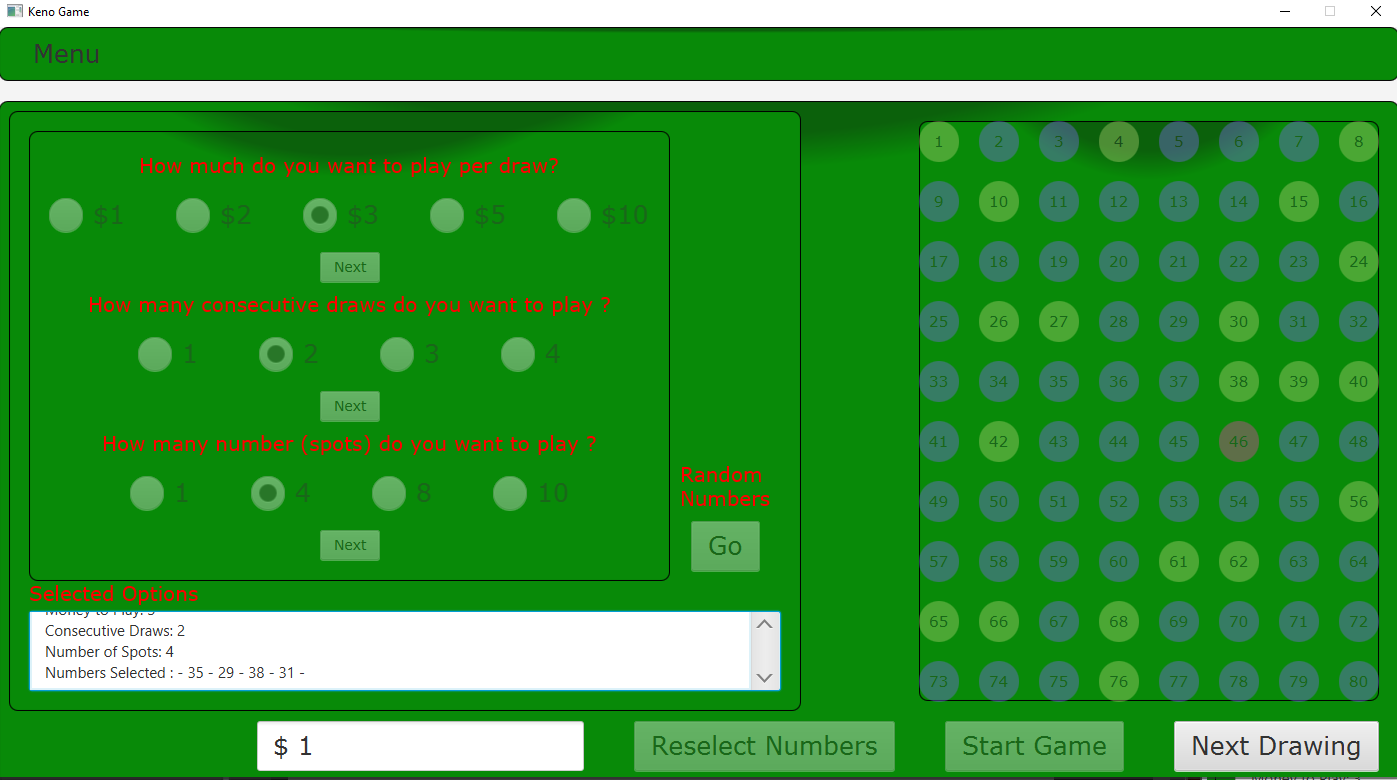 Keno Game
Menu
How much do you want to play per draw?
$1 $2 $3 $5 $10
Next
How many consecutive draws do you want to play ?
1 2 3 4
Next
How many number (spots) do you want to play ?
1 4 8 10
Next
Random
Numbers
Go
Selected Options
Money to Play: 3
Consecutive Draws: 2
Number of Spots: 4
Numbers Selected : - 35 - 29 - 38 - 31 -
1 2 3 4 5 6 7 8
9 10 11 12 13 14 15 16
17 18 19 20 21 22 23 24
25 26 27 28 29 30 31 32
33 34 35 36 37 38 39 40
41 42 43 44 45 46 47 48
49 50 51 52 53 54 55 56
57 58 59 60 61 62 63 64
65 66 67 68 69 70 71 72
73 74 75 76 77 78 79 80
$ 1
Reselect Numbers
Start Game
Next Drawing